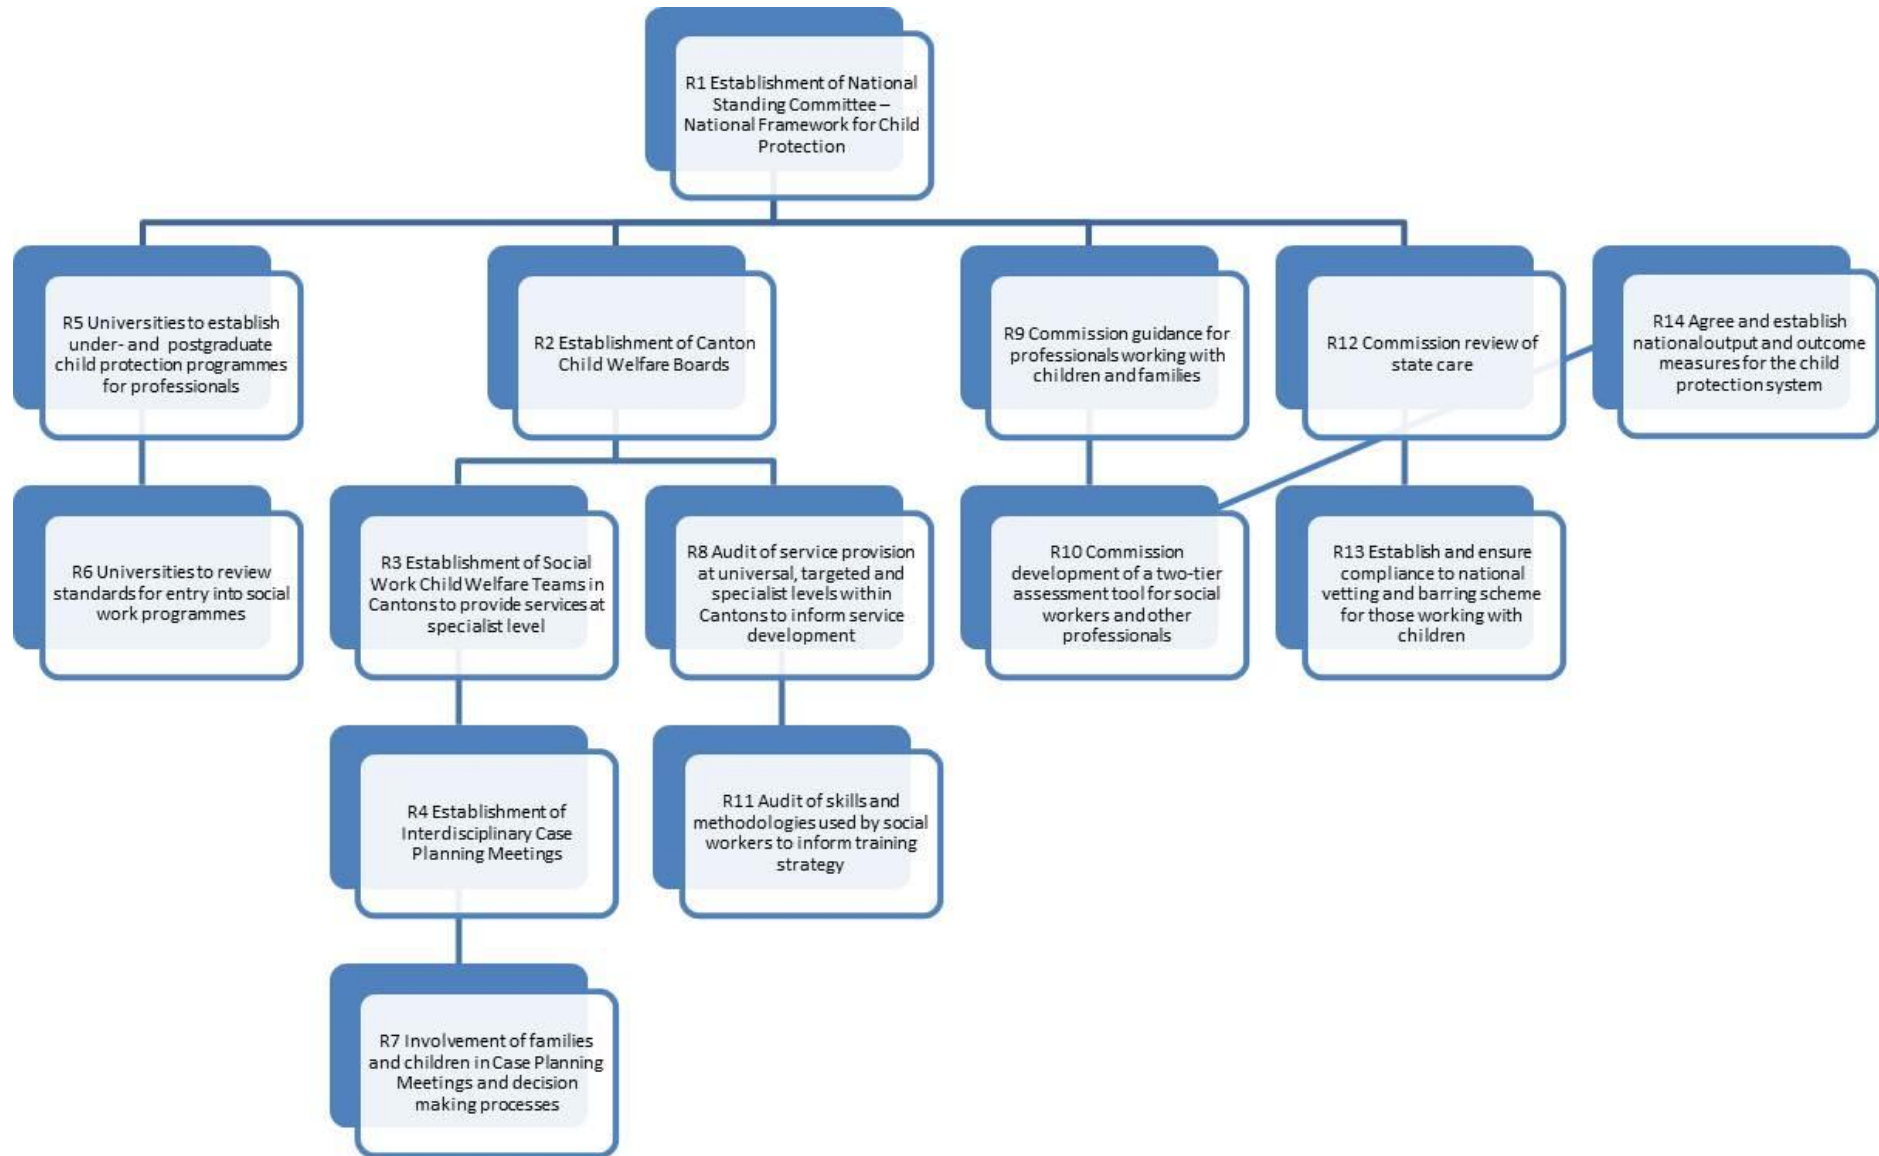 R1 Establishment of National
Standing Committee –
National Framework for Child
Protection
R5 Universities to establish
under- and postgraduate
child protection programmes
for professionals
R2 Establishment of Canton
Child Welfare Boards
R9 Commission guidance for
professionals working with
children and families
R12 Commission review of
state care
R14 Agree and establish
nationaloutput and outcome
measures for the child
protection system
R6 Universities to review
standards for entry into social
work programmes
R3 Establishment of Social
Work Child Welfare Teams in
Cantons to provide services at
specialist level
R8 Audit of service provision
at universal, targeted and
specialist levels within
Cantons to inform service
development
R10 Commission
development of a two-tier
assessment tool for social
workers and other
professionals
R13 Establish and ensure
compliance to national
vetting and barring scheme
for those working with
children
R4 Establishment of
Interdisciplinary Case
Planning Meetings
R11 Audit of skills and
methodologies used by social
workers to inform training
strategy
R7 Involvement of families
and children in Case Planning
Meetings and decision
making processes